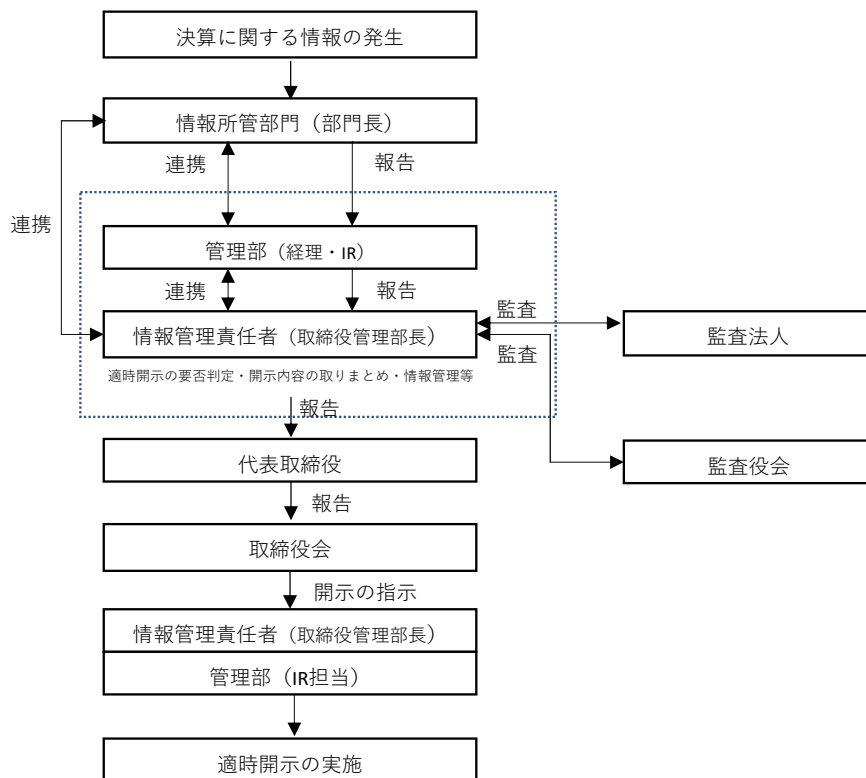 決算に関する情報の発生
情報所管部門（部門長）
連携
報告
連携
管理部（経理・IR）
連携
報告
情報管理責任者（取締役管理部長）
監査
監査法人
監査
適時開示の要否判定・開示内容の取りまとめ・情報管理等
報告
代表取締役
監査役会
報告
取締役会
開示の指示
情報管理責任者（取締役管理部長）
管理部（IR担当）
適時開示の実施